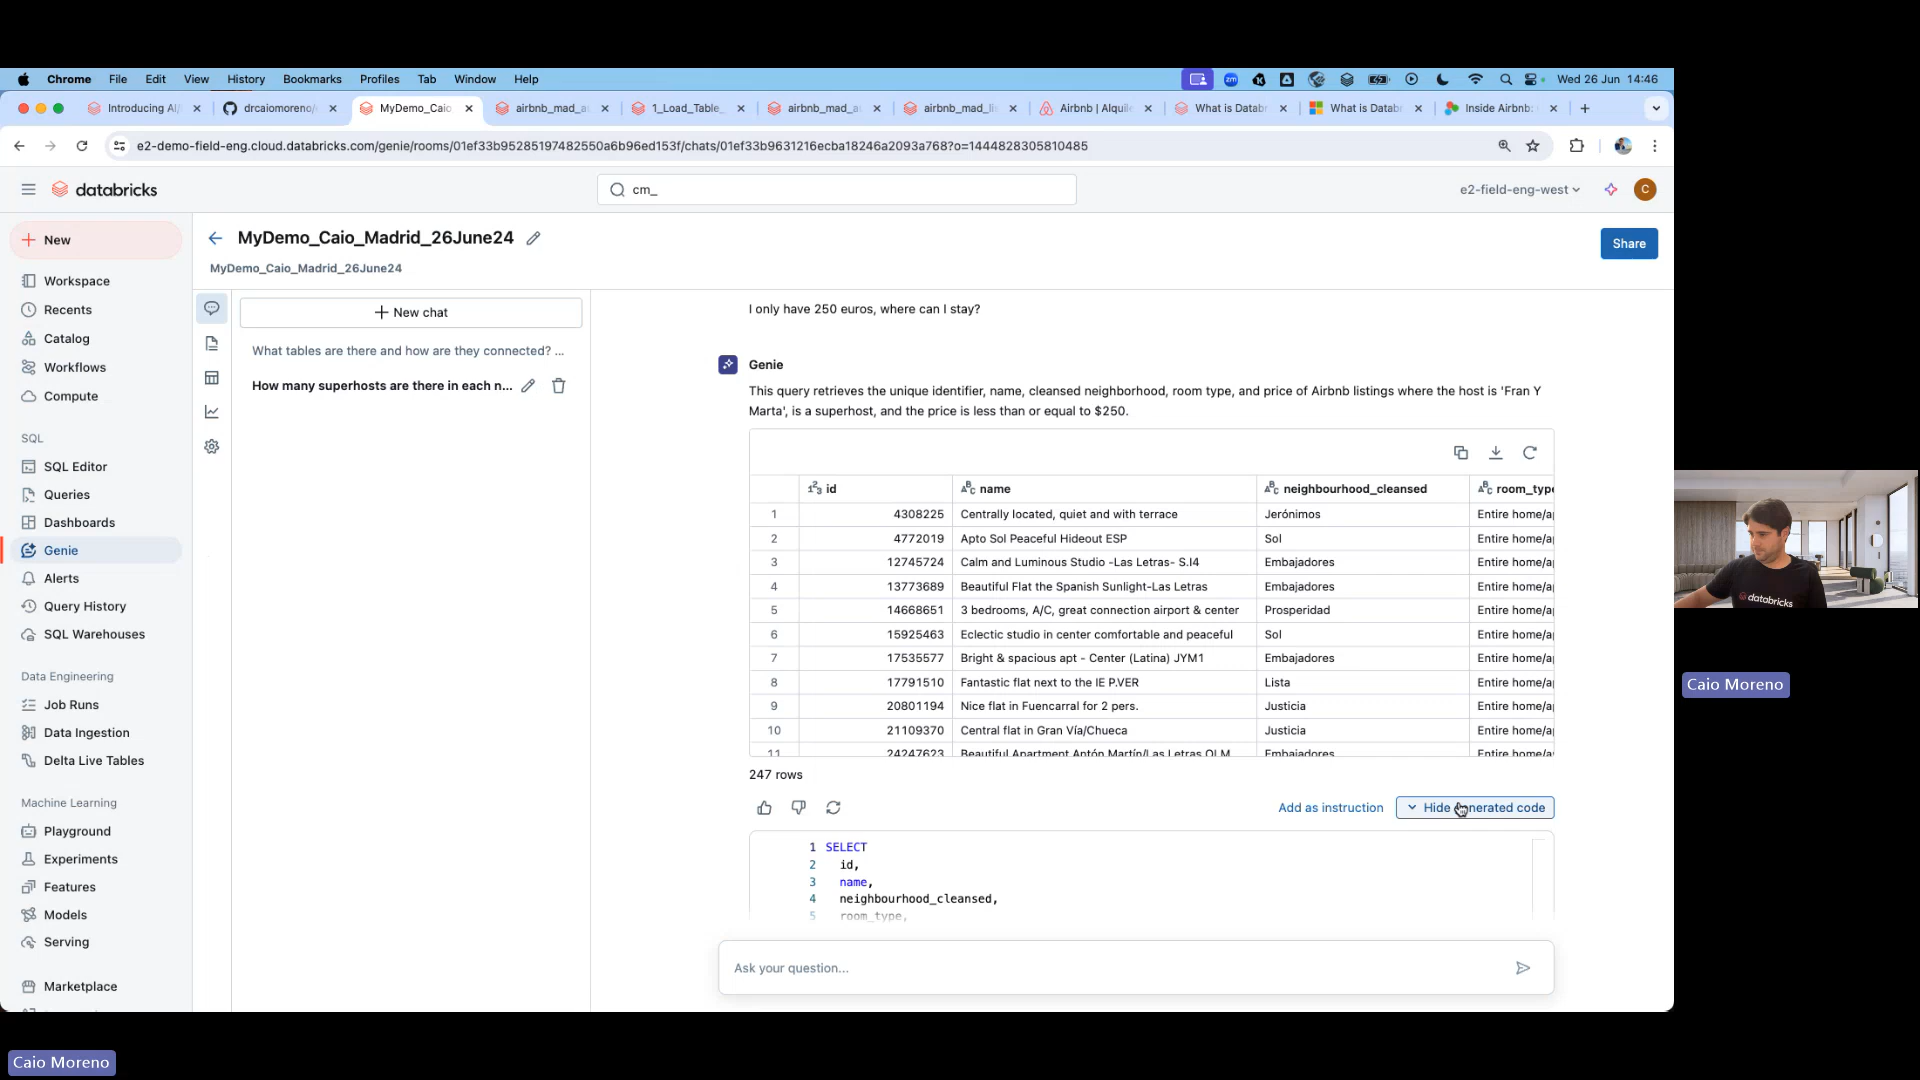 Chrome File Edit View History Bookmarks Profiles Tab Window Help
zm
Wed 26 Jun 14:46
Introducing AI/
drcaiomoreno/
MyDemo_Caio
airbnb_mad_a
1_Load_Table_
airbnb_mad_a
airbnb_mad_li
Airbnb | Alquile
What is Databr
What is Databr
Inside Airbnb:
e2-demo-field-eng.cloud.databricks.com/genie/rooms/01ef33b95285197482550a6b96ed153f/chats/01ef33b9631216ecba18246a2093a768?o=1444828305810485
databricks
cm_
e2-field-eng-west
C
New
Workspace
Recents
Catalog
Workflows
Compute
SQL
SQL Editor
Queries
Dashboards
Genie
Alerts
Query History
SQL Warehouses
Data Engineering
Job Runs
Data Ingestion
Delta Live Tables
Machine Learning
Playground
Experiments
Features
Models
Serving
Marketplace
MyDemo_Caio_Madrid_26June24
MyDemo_Caio_Madrid_26June24
Share
New chat
What tables are there and how are they connected? ...
How many superhosts are there in each n...
I only have 250 euros, where can I stay?
Genie
This query retrieves the unique identifier, name, cleansed neighborhood, room type, and price of Airbnb listings where the host is 'Fran Y
Marta', is a superhost, and the price is less than or equal to $250.
id name neighbourhood_cleansed room_type
1 4308225 Centrally located, quiet and with terrace Jerónimos Entire home/a
2 4772019 Apto Sol Peaceful Hideout ESP Sol Entire home/a
3 12745724 Calm and Luminous Studio -Las Letras- S.I4 Embajadores Entire home/a
4 13773689 Beautiful Flat the Spanish Sunlight-Las Letras Embajadores Entire home/a
5 14668651 3 bedrooms, A/C, great connection airport & center Prosperidad Entire home/a
6 15925463 Eclectic studio in center comfortable and peaceful Sol Entire home/a
7 17535577 Bright & spacious apt - Center (Latina) JYM1 Embajadores Entire home/a
8 17791510 Fantastic flat next to the IE P.VER Lista Entire home/a
9 20801194 Nice flat in Fuencarral for 2 pers. Justicia Entire home/a
10 21109370 Central flat in Gran Vía/Chueca Justicia Entire home/a
11 24247623 Beautiful Apartment Antón Martín/Las Letras OLM Embajadores Entire home/a
247 rows
Add as instruction
Hide generated code
1 SELECT
2 id,
3 name,
4 neighbourhood_cleansed,
5 room_type,
Ask your question...
databricks
Caio Moreno
Caio Moreno